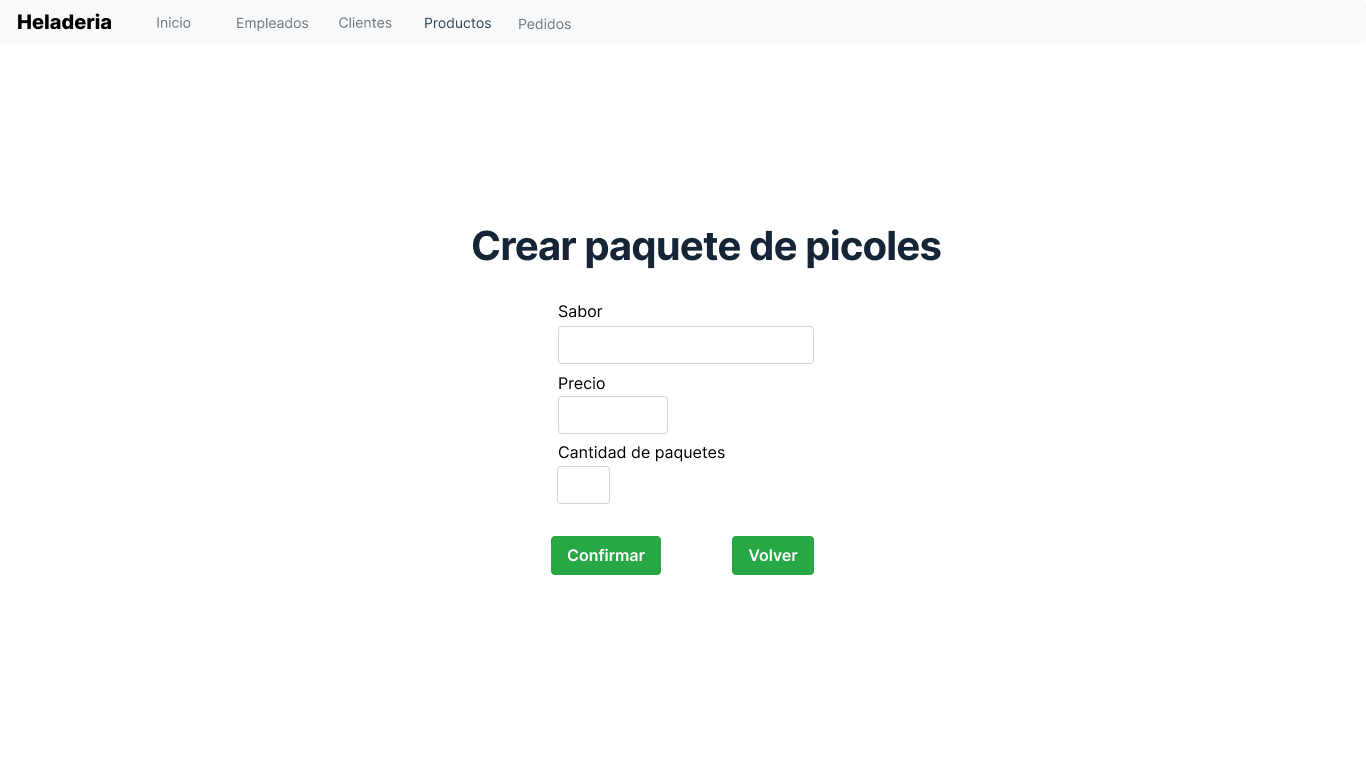 Heladeria Inicio Empleados Clientes Productos Pedidos
Crear paquete de picoles
Sabor
Precio
Cantidad de paquetes
Confirmar Volver